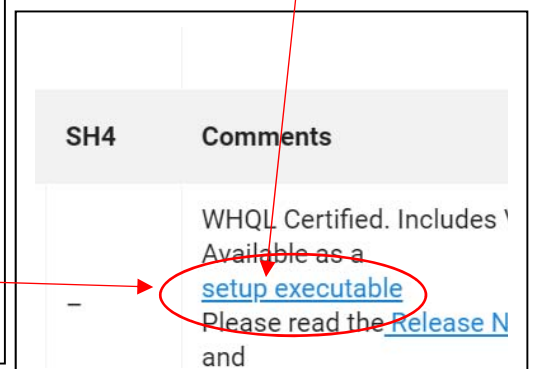 SH4 Comments
WHQL Certified. Includes
Available as a
setup executable
–
Please read the Release N
and